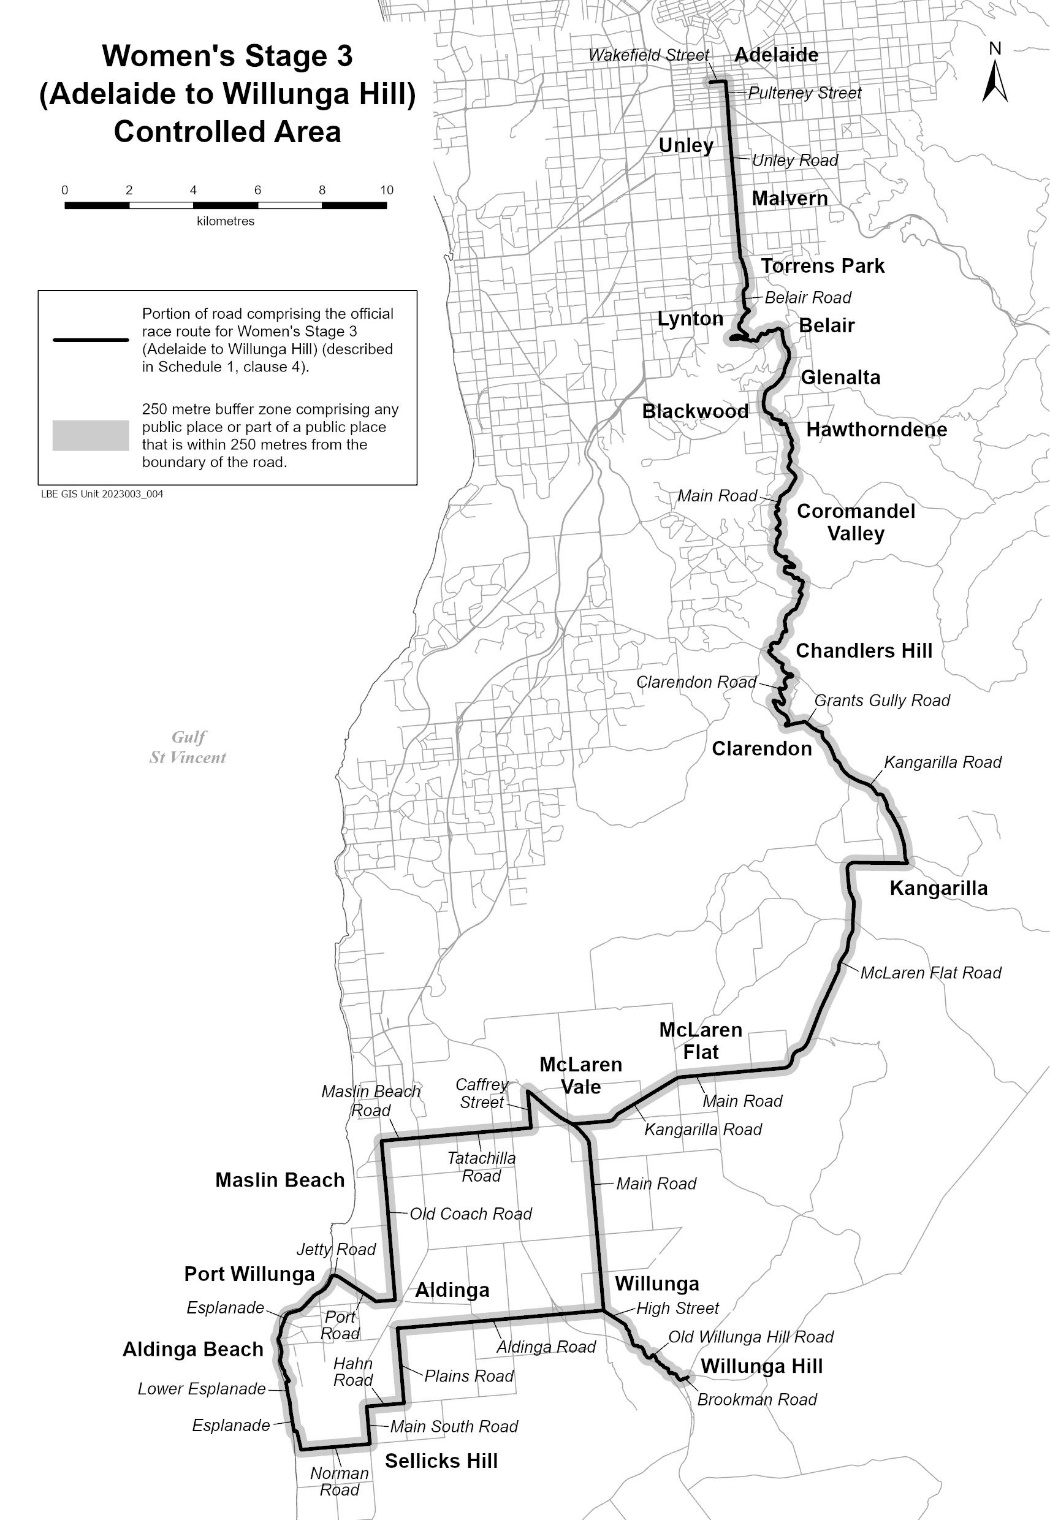 Women's Stage 3
(Adelaide to Willunga Hill)
Controlled Area
0 2 4 6 8 10
kilometres
Portion of road comprising the official
race route for Women's Stage 3
(Adelaide to Willunga Hill) (described
in Schedule 1, clause 4).
250 metre buffer zone comprising any
public place or part of a public place
that is within 250 metres from the
boundary of the road.
LBE GIS Unit 2023003_004
N
Wakefield Street
Adelaide
Pulteney Street
Unley
Unley Road
Malvern
Torrens Park
Belair Road
Lynton
Belair
Glenalta
Blackwood
Hawthorndene
Main Road
Coromandel
Valley
Chandlers Hill
Clarendon Road
Grants Gully Road
Gulf
St Vincent
Clarendon
Kangarilla Road
Kangarilla
McLaren Flat Road
McLaren
Flat
McLaren
Vale
Caffrey
Street
Maslin Beach
Road
Main Road
Kangarilla Road
Tatachilla
Road
Maslin Beach
Main Road
Old Coach Road
Jetty Road
Port Willunga
Aldinga
Willunga
Esplanade
Port
Road
High Street
Aldinga Beach
Aldinga Road
Old Willunga Hill Road
Hahn
Road
Plains Road
Willunga Hill
Lower Esplanade
Brookman Road
Esplanade
Main South Road
Sellicks Hill
Norman
Road